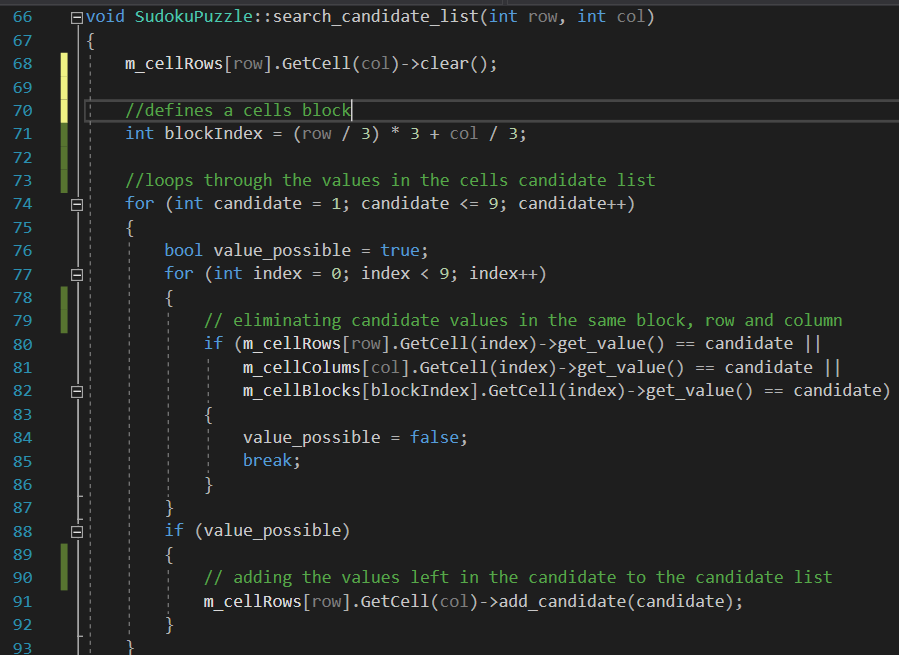 66 void SudokuPuzzle::search_candidate_list(int row, int col)
67 {
68 m_cellRows[row].GetCell(col)->clear();
69
70 //defines a cells block
71 int blockIndex = (row / 3) * 3 + col / 3;
72
73 //loops through the values in the cells candidate list
74 for (int candidate = 1; candidate <= 9; candidate++)
75 {
76 bool value_possible = true;
77 for (int index = 0; index < 9; index++)
78 {
79 // eliminating candidate values in the same block, row and column
80 if (m_cellRows[row].GetCell(index)->get_value() == candidate ||
81 m_cellColums[col].GetCell(index)->get_value() == candidate ||
82 m_cellBlocks[blockIndex].GetCell(index)->get_value() == candidate)
83 {
84 value_possible = false;
85 break;
86 }
87 }
88 if (value_possible)
89 {
90 // adding the values left in the candidate to the candidate list
91 m_cellRows[row].GetCell(col)->add_candidate(candidate);
92 }
93 }